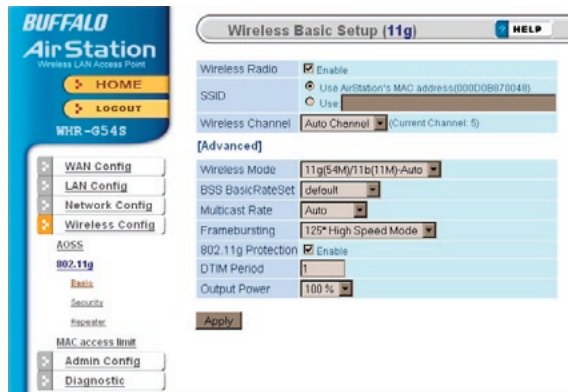 BUFFALO
AirStation
Wireless LAN Access Point
HOME
LOGOUT
WHR-G54S
WAN Config
LAN Config
Network Config
Wireless Config
AOSS
802.11g
Basic
Security
Repeater
MAC access limit
Admin Config
Diagnostic
Wireless Basic Setup (11g)
? HELP
Wireless Radio Enable
SSID Use AirStation's MAC address(000D0B870048)
Use:
Wireless Channel Auto Channel (Current Channel: 5)
[Advanced]
Wireless Mode 11g(54M)/11b(11M)-Auto
BSS BasicRateSet default
Multicast Rate Auto
Framebursting 125* High Speed Mode
802.11g Protection Enable
DTIM Period 1
Output Power 100 %
Apply